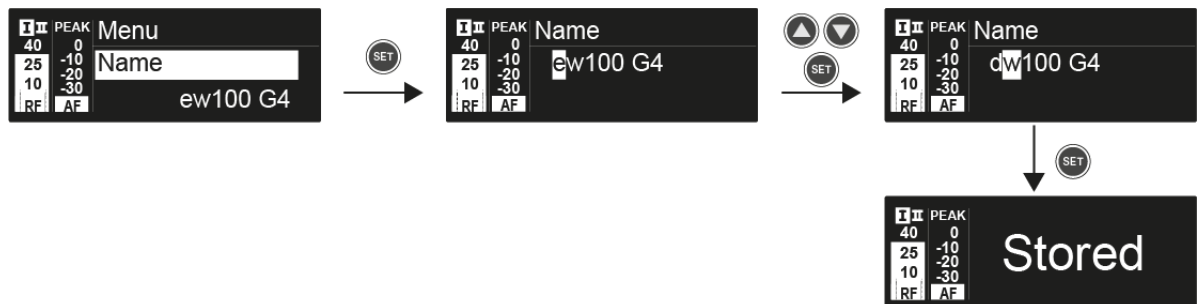 I II PEAK Menu
40 0
25 -10 Name
-20
10 -30
RF AF ew100 G4
SET
I II PEAK Name
40 0
25 -10 ew100 G4
-20
10 -30
RF AF
SET
I II PEAK Name
40 0
25 -10 dw100 G4
-20
10 -30
RF AF
SET
I II PEAK
40 0
25 -10 Stored
-20
10 -30
RF AF